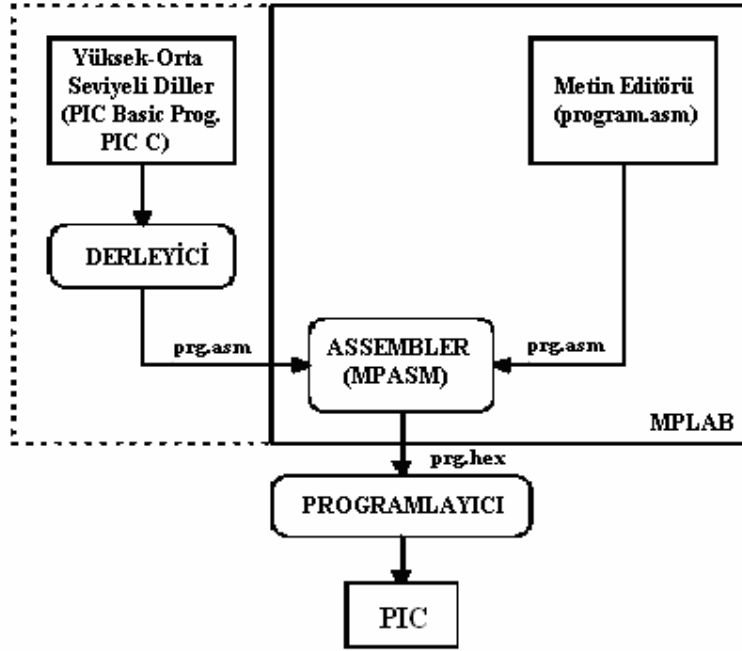 Yüksek-Orta
Seviyeli Diller
(PIC Basic Prog.
PIC C)
Metin Editörü
(program.asm)
DERLEYİCİ
prg.asm
ASSEMBLER
(MPASM)
prg.asm
MPLAB
prg.hex
PROGRAMLAYICI
PIC